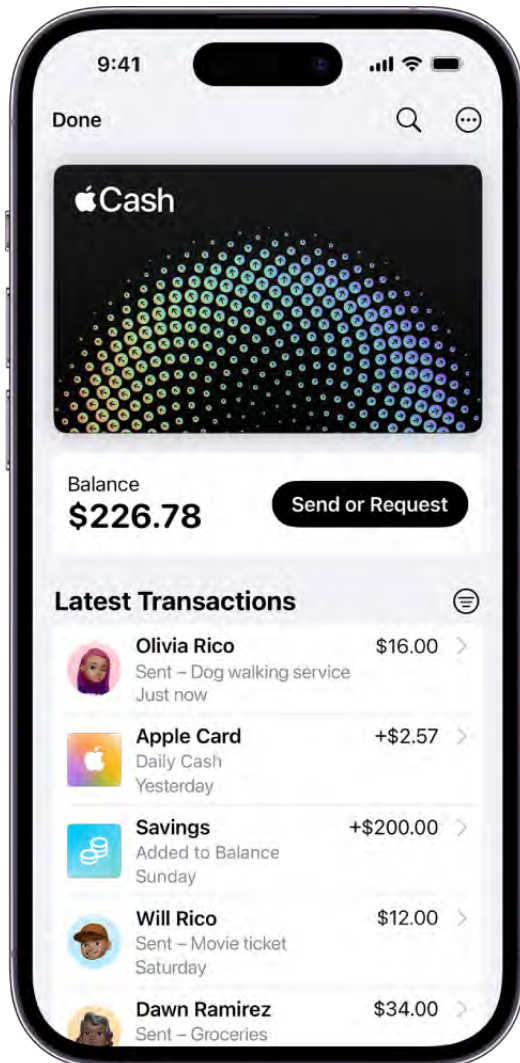 9:41
Done
Cash
Balance
$226.78
Send or Request
Latest Transactions
Olivia Rico
$16.00
Sent – Dog walking service
Just now
Apple Card
+$2.57
Daily Cash
Yesterday
Savings
+$200.00
Added to Balance
Sunday
Will Rico
$12.00
Sent – Movie ticket
Saturday
Dawn Ramirez
$34.00
Sent – Groceries